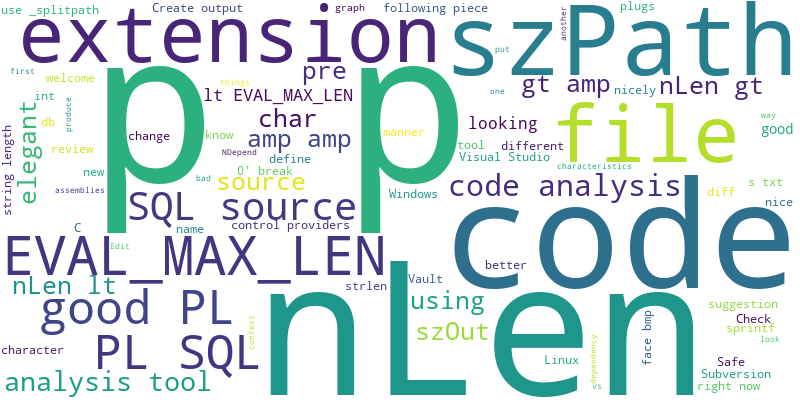 use _splitpath
Create output
graph
following piece
plugs
another
extension
szPath
first
welcome
things
pre
put
p
p
gt amp
nLen gt
one
nicely
int
elegant
produce
lt EVAL_MAX_LEN
db
char
looking
file
way
good
string length
change
know
amp amp
manner
review
NDepend
define
tool
different
Visual Studio
new
0' break
characteristics
assemblies
bad
source
Windows
code analysis
diff
s txt
nice
SQL source
C
name
control providers
code
Edit
EVAL_MAX_LEN
better
nLen lt
strlen
Vault
nLen
good PL
using
suggestion
szOut
face bmp
Check
sprintf
look
character
PL SQL
context
Linux
dependency
Safe
Subversion
analysis tool
vs
right now